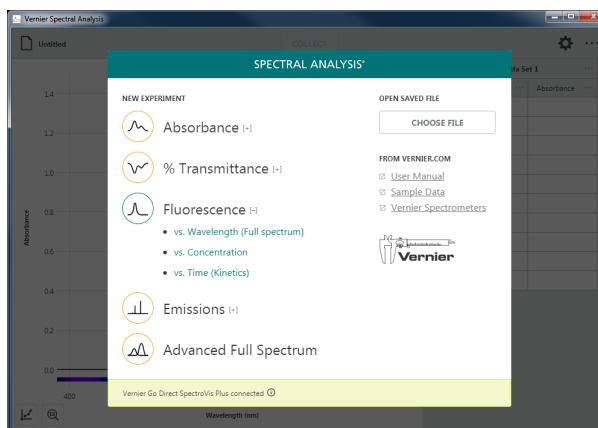 Vernier Spectral Analysis
Untitled
COLLECT
SPECTRAL ANALYSIS®
NEW EXPERIMENT
Absorbance [+]
% Transmittance [+]
Fluorescence [–]
• vs. Wavelength (Full spectrum)
• vs. Concentration
• vs. Time (Kinetics)
Emissions [+]
Advanced Full Spectrum
OPEN SAVED FILE
CHOOSE FILE
FROM VERNIER.COM
User Manual
Sample Data
Vernier Spectrometers
Vernier
Vernier Go Direct SpectroVis Plus connected
Set 1
Absorbance
Absorbance
1.4
1.2
1.0
0.8
0.6
0.4
0.2
0.0
400
Wavelength (nm)